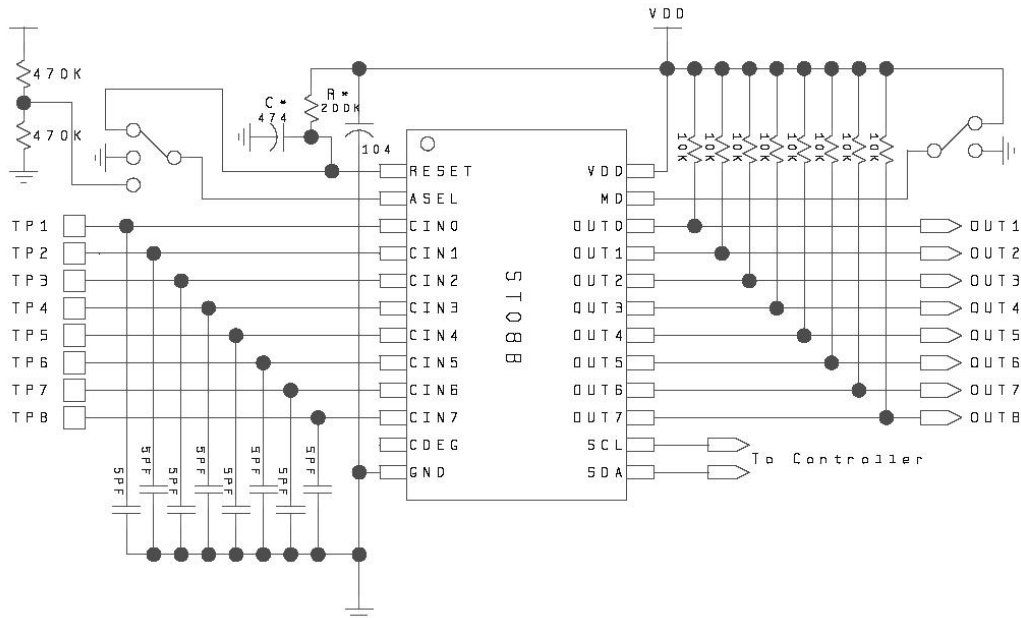 VDD
470K
470K
C*
474
R*
200K
104
10K
10K
10K
10K
10K
10K
10K
10K
RESET
VDD
ASEL
MD
TP1
CIN0
OUT0
OUT1
TP2
CIN1
OUT1
OUT2
TP3
CIN2
OUT2
OUT3
TP4
CIN3
OUT3
OUT4
TP5
CIN4
OUT4
OUT5
TP6
CIN5
OUT5
OUT6
TP7
CIN6
OUT6
OUT7
TP8
CIN7
OUT7
OUT8
CDEG
SCL
GND
SDA
To Controller
ST08B
5PF
5PF
5PF
5PF
5PF
5PF
5PF
5PF